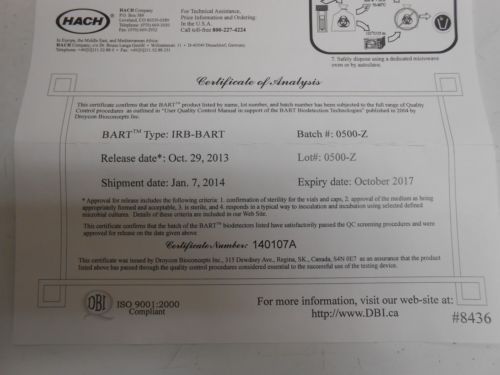 HACH
HACH Company
P.O. Box 389
Loveland, CO 80539-0389
Telephone: (970) 669-3050
Fax: (970) 669-2932
For Technical Assistance,
Price Information and Ordering:
In the U.S.A.
Call toll-free 800-227-4224
In Europe, the Middle East, and Mediterranean Africa:
HACH Company, c/o Dr. Bruno Lange GmbH • Willstätterstr. 11 • D-40549 Düsseldorf, Germany
7. Safely dispose using a dedicated microwave
oven or by autoclave.
Certificate of Analysis
This certificate confirms that the BART™ product listed by name, lot number, and batch number has been subjected to the full range of Quality
Control procedures as outlined in "User Quality Control Manual in support of the BART Biodetection Technologies" published in 2004 by
Droycon Bioconcepts Inc.
BART™ Type: IRB-BART
Batch #: 0500-Z
Release date*: Oct. 29, 2013
Lot#: 0500-Z
Shipment date: Jan. 7, 2014
Expiry date: October 2017
* Approval for release includes the following criteria: 1. confirmation of sterility for the vials and caps, 2. approval of the medium as being
appropriately formed and acceptable, 3. is sterile, and 4. responds in a typical way to inoculation and incubation using selected defined
microbial cultures. Details of these criteria are included in our Web Site.
This certificate confirms that the batch of the BART™ biodetectors listed have satisfactorily passed the QC screening procedures and were
approved for release on the date given above.
Certificate Number: 140107A
This certificate was issued by Droycon Bioconcepts Inc., 315 Dewdney Ave., Regina, SK., Canada, S4N 0E7 as an assurance that the product
listed above has passed through the quality control procedures considered essential to the successful use of the testing device.
DBI
ISO 9001:2000
Compliant
For more information, visit our web-site at:
http://www.DBI.ca
#8436